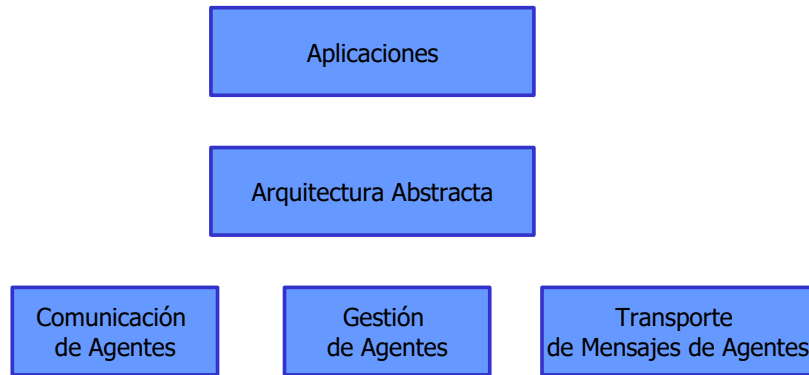 Aplicaciones
Arquitectura Abstracta
Comunicación
de Agentes
Gestión
de Agentes
Transporte
de Mensajes de Agentes